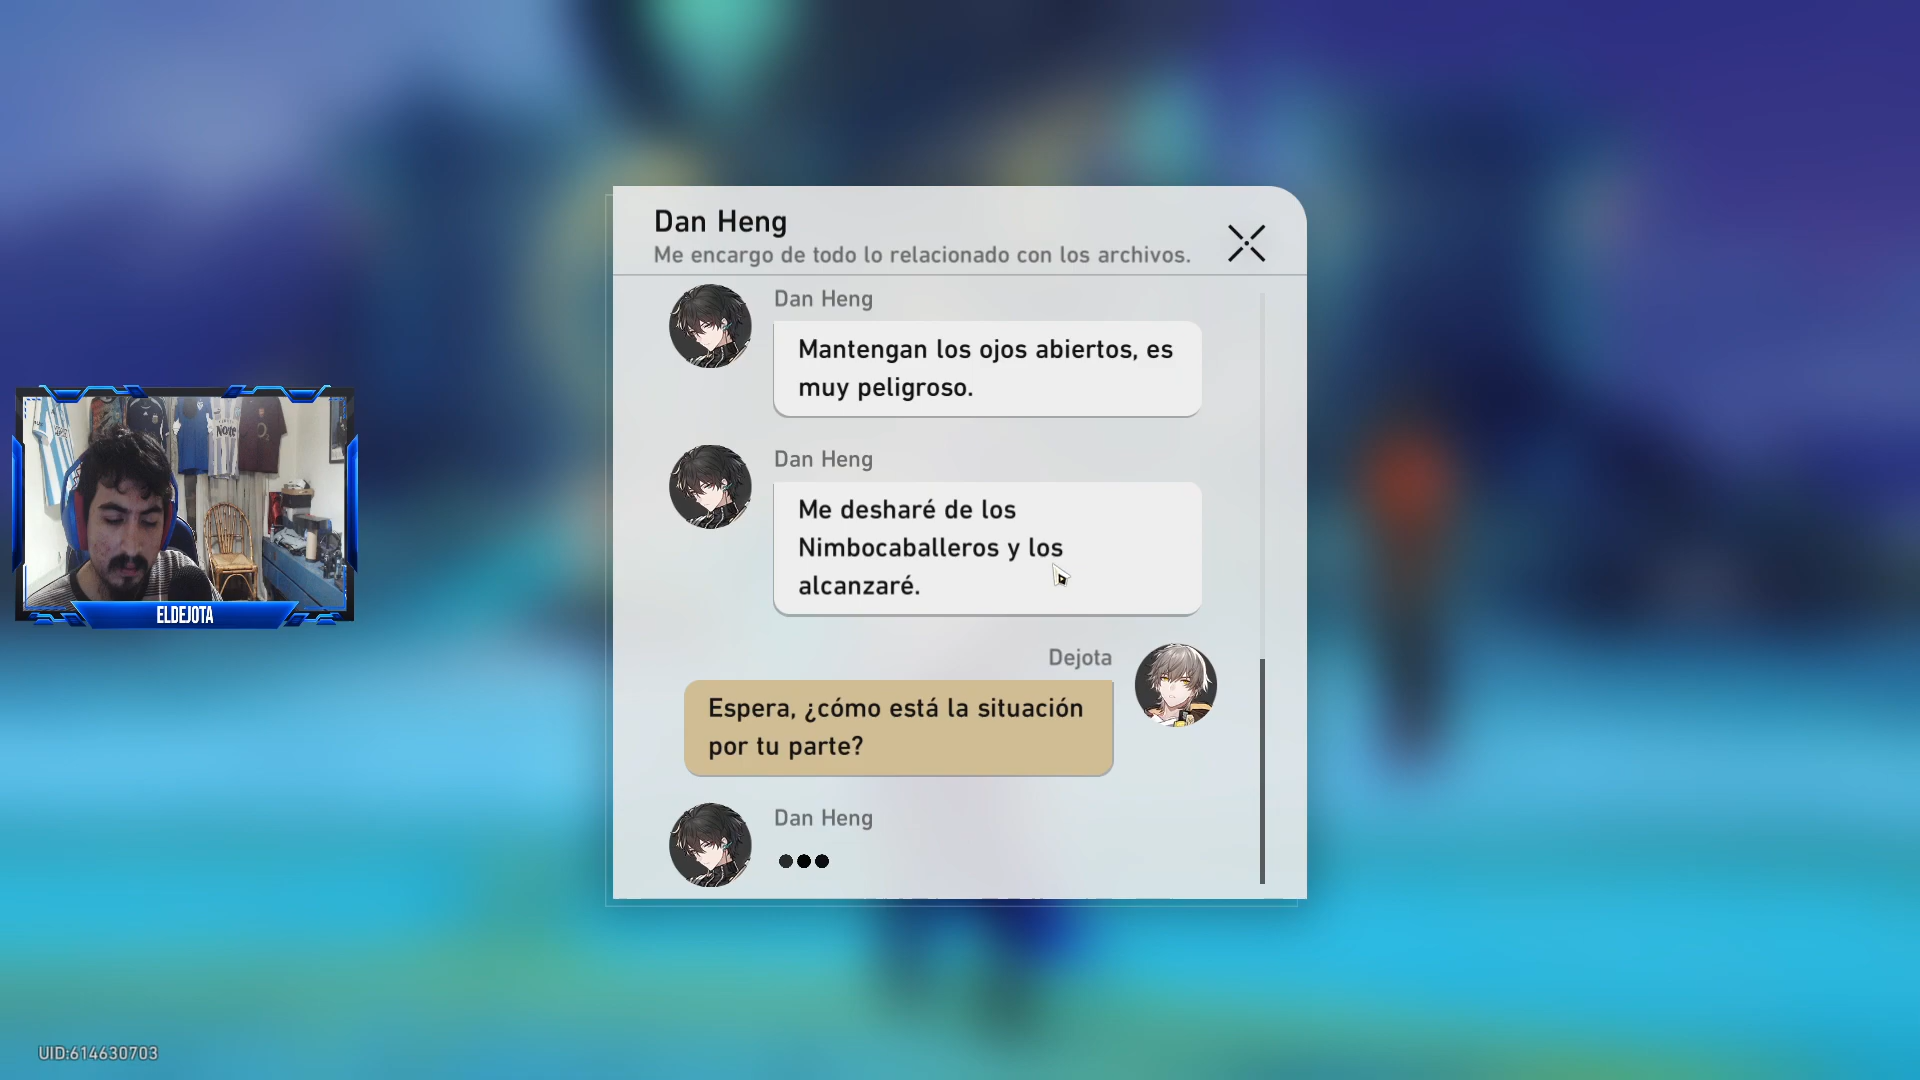 Dan Heng
Me encargo de todo lo relacionado con los archivos.
Dan Heng
Mantengan los ojos abiertos, es
muy peligroso.
Dan Heng
Me desharé de los
Nimbocaballeros y los
alcanzaré.
Dejota
Espera, ¿cómo está la situación
por tu parte?
Dan Heng
NOTE
ELDEJOTA
UID:614630703